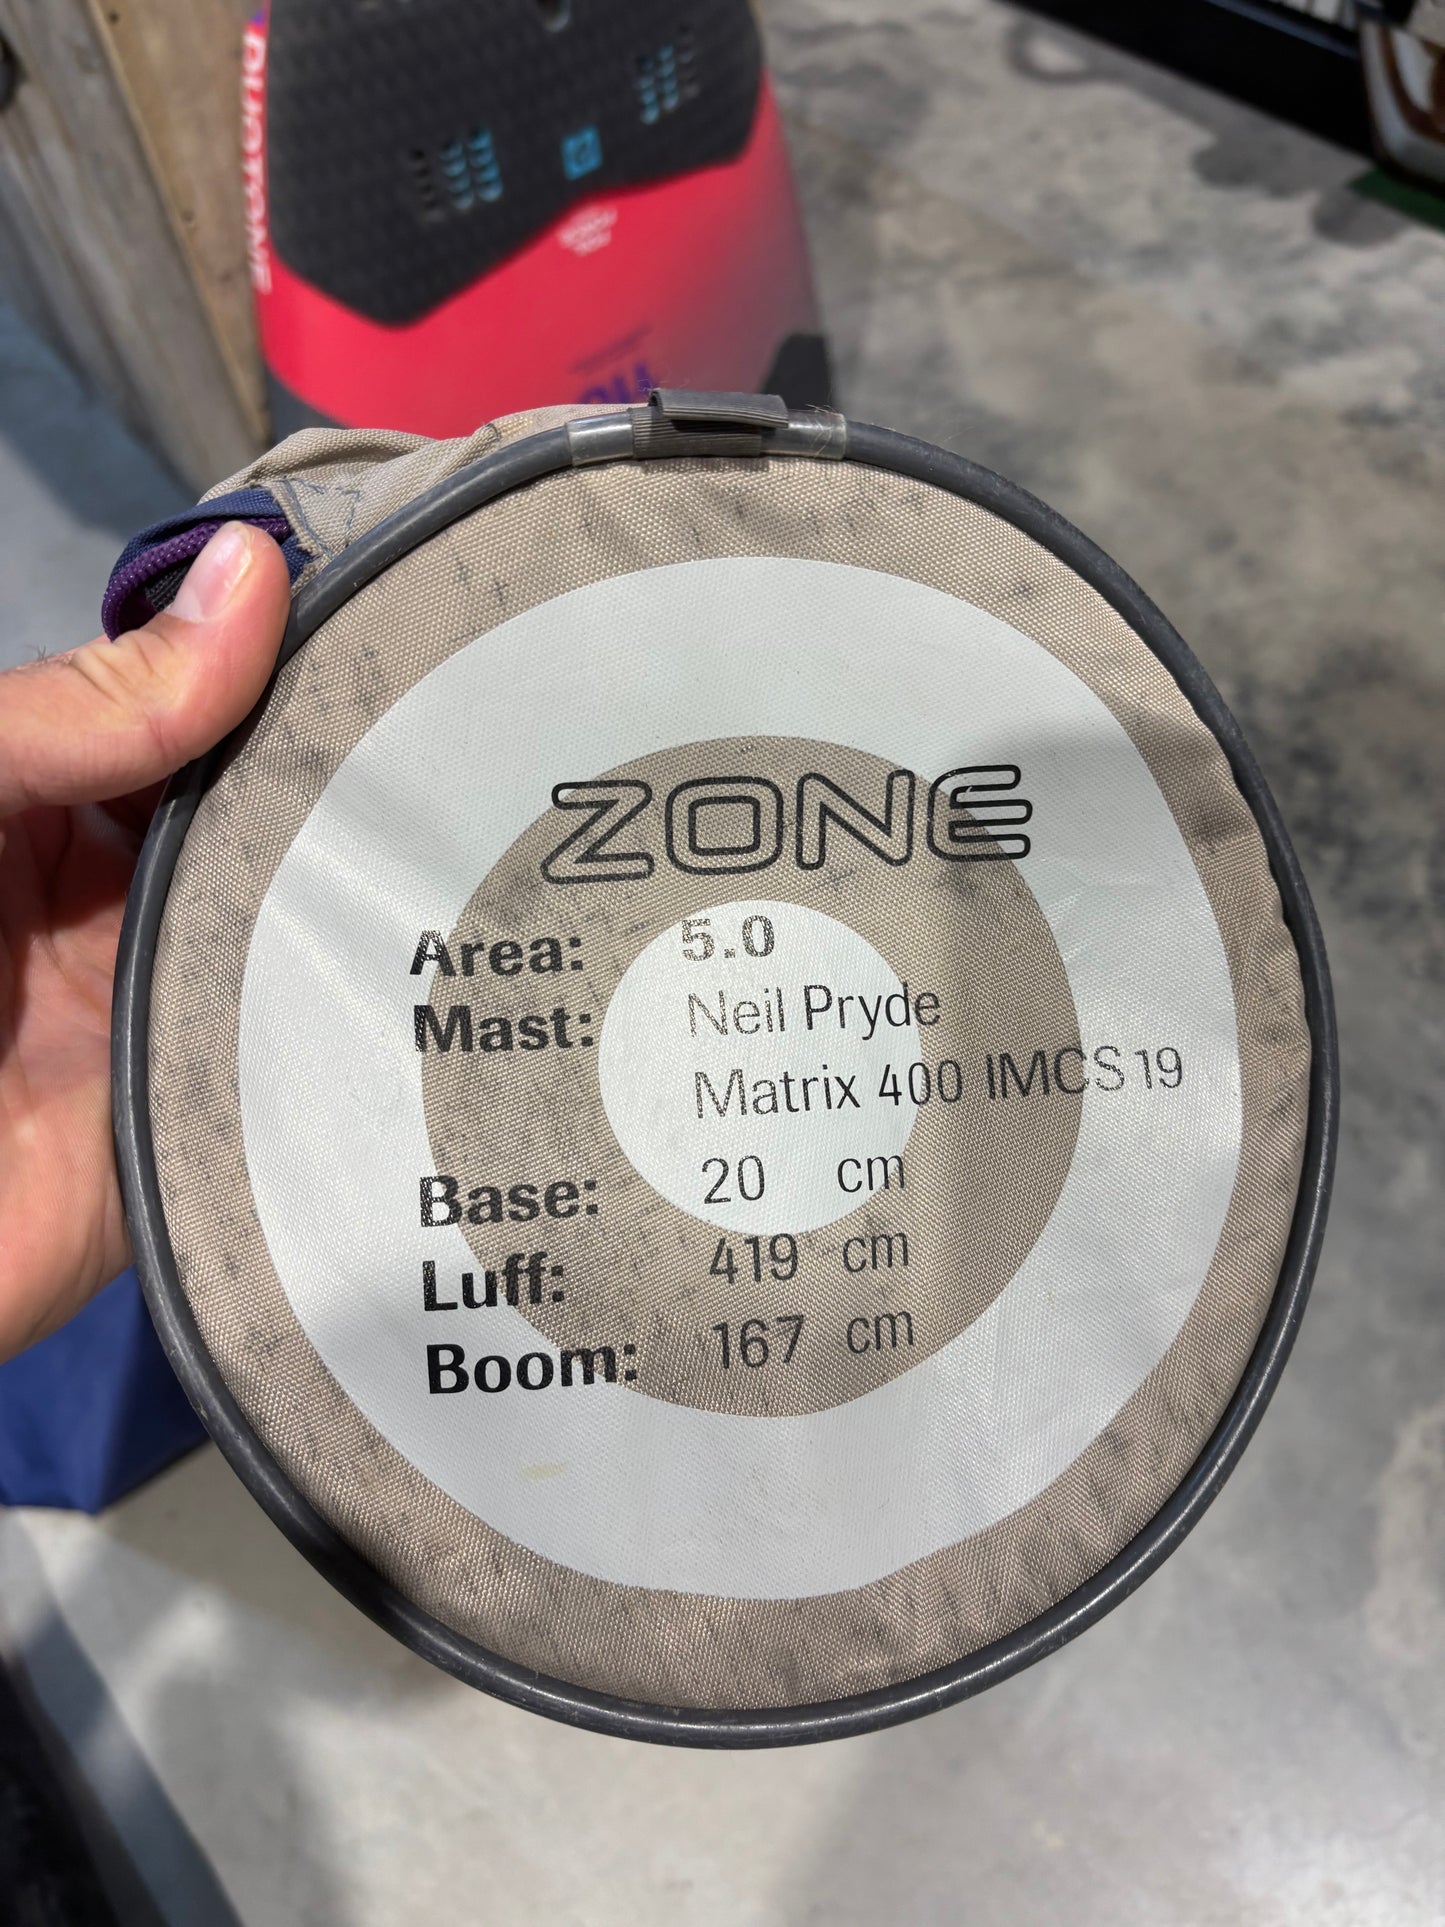 DUOTONE
ZONE
Area: 5.0
Mast: Neil Pryde
Matrix 400 IMCS 19
Base: 20 cm
Luff: 419 cm
Boom: 167 cm